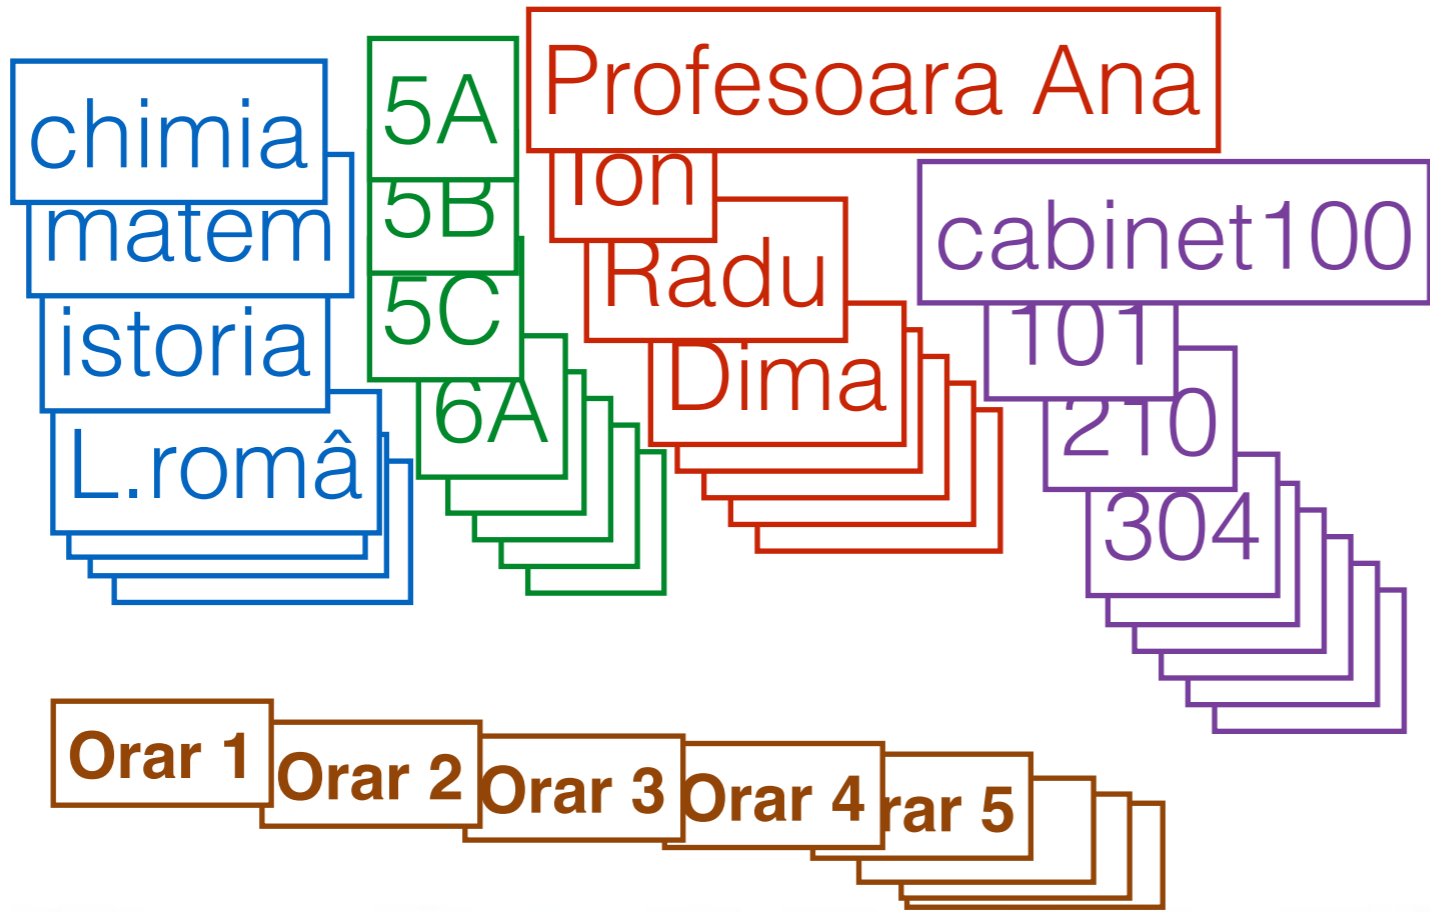 chimia
matem
istoria
L.româ
5A
5B
5C
6A
Profesoara Ana
Ion
Radu
Dima
cabinet100
101
210
304
Orar 1
Orar 2
Orar 3
Orar 4
rar 5